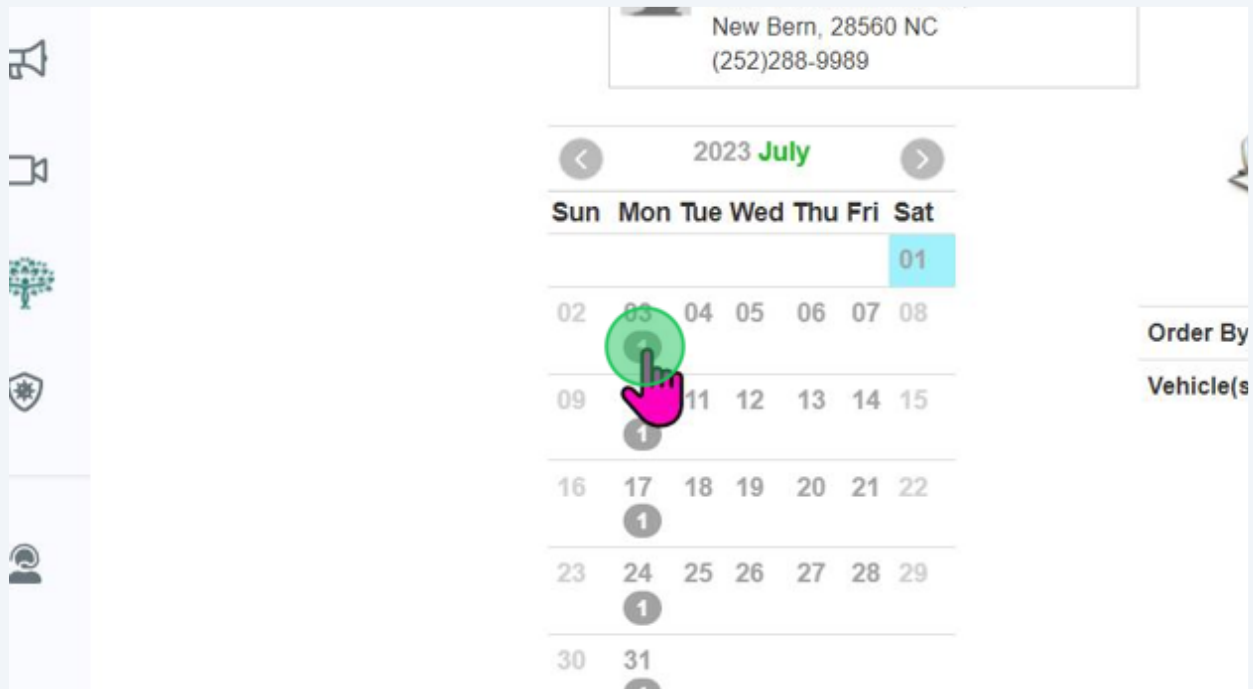 New Bern, 28560 NC
(252)288-9989
2023 July
Sun Mon Tue Wed Thu Fri Sat
01
02 03 04 05 06 07 08
1
09 11 12 13 14 15
1
16 17 18 19 20 21 22
1
23 24 25 26 27 28 29
1
30 31
1
Order By
Vehicle(s